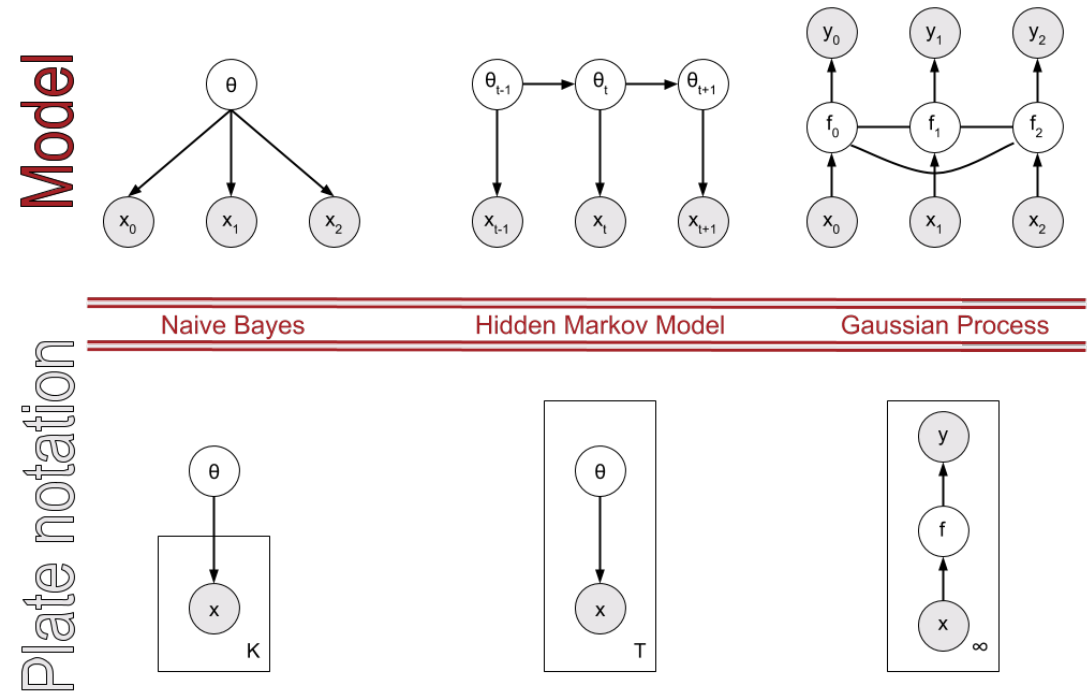 Model
θ
x₀ x₁ x₂
θₜ₋₁ θₜ θₜ₊₁
xₜ₋₁ xₜ xₜ₊₁
y₀ y₁ y₂
f₀ f₁ f₂
x₀ x₁ x₂
Naive Bayes
Hidden Markov Model
Gaussian Process
Plate notation
θ
x
K
θ
x
T
y
f
x
∞